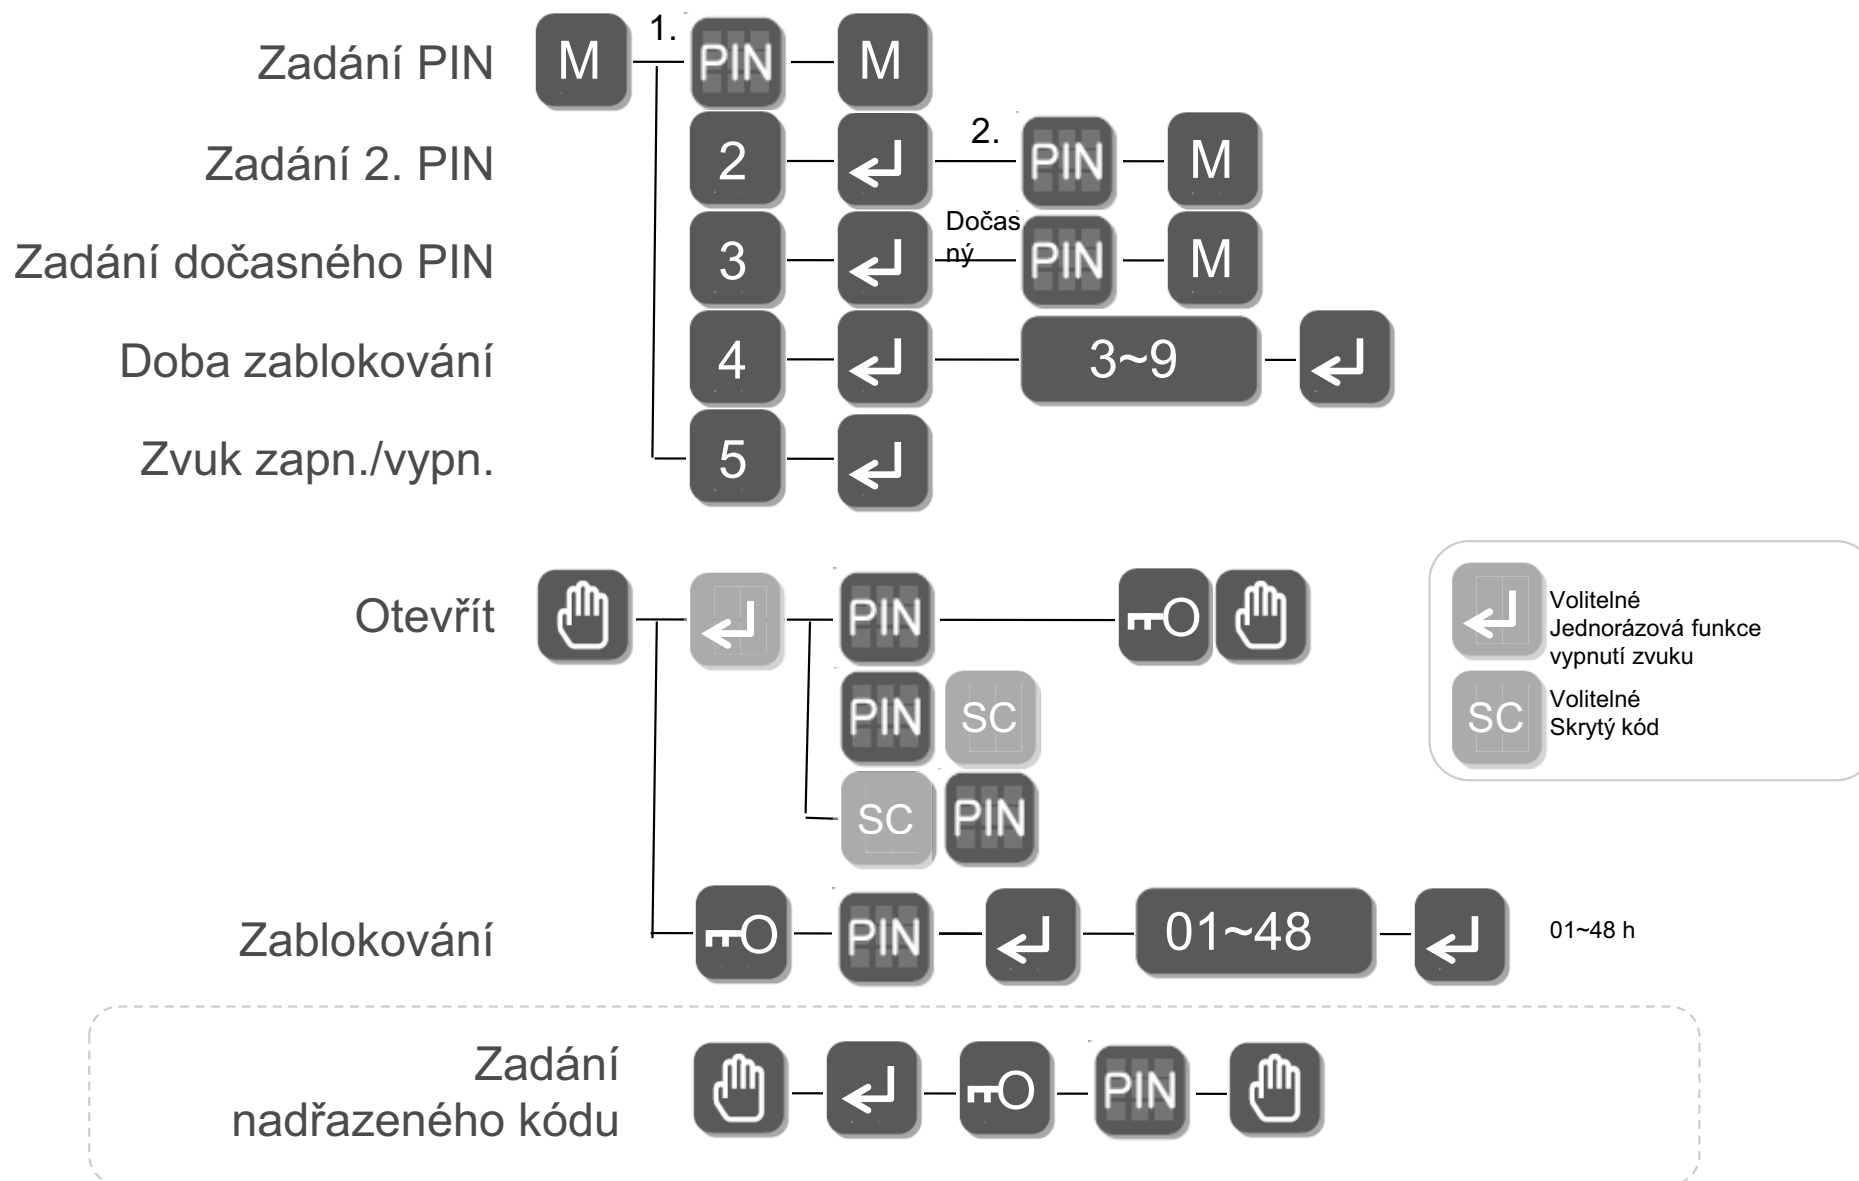 Zadání PIN M 1. PIN M
Zadání 2. PIN 2 2. PIN M
Zadání dočasného PIN 3 Dočas
ný PIN M
Doba zablokování 4 3~9
Zvuk zapn./vypn. 5
Otevřít PIN
PIN SC
SC PIN
Volitelné
Jednorázová funkce
vypnutí zvuku
SC Volitelné
Skrytý kód
Zablokování PIN 01~48 01~48 h
Zadání
nadřazeného kódu PIN